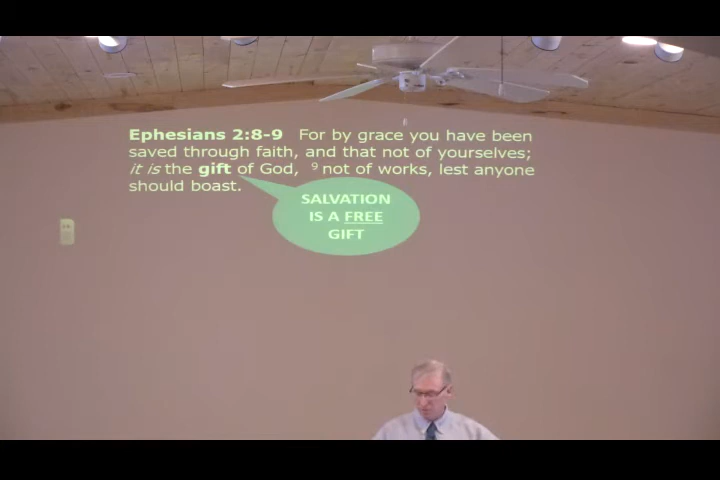 Ephesians 2:8-9 For by grace you have been
saved through faith, and that not of yourselves;
it is the gift of God, ⁹ not of works, lest anyone
should boast.
SALVATION
IS A FREE
GIFT